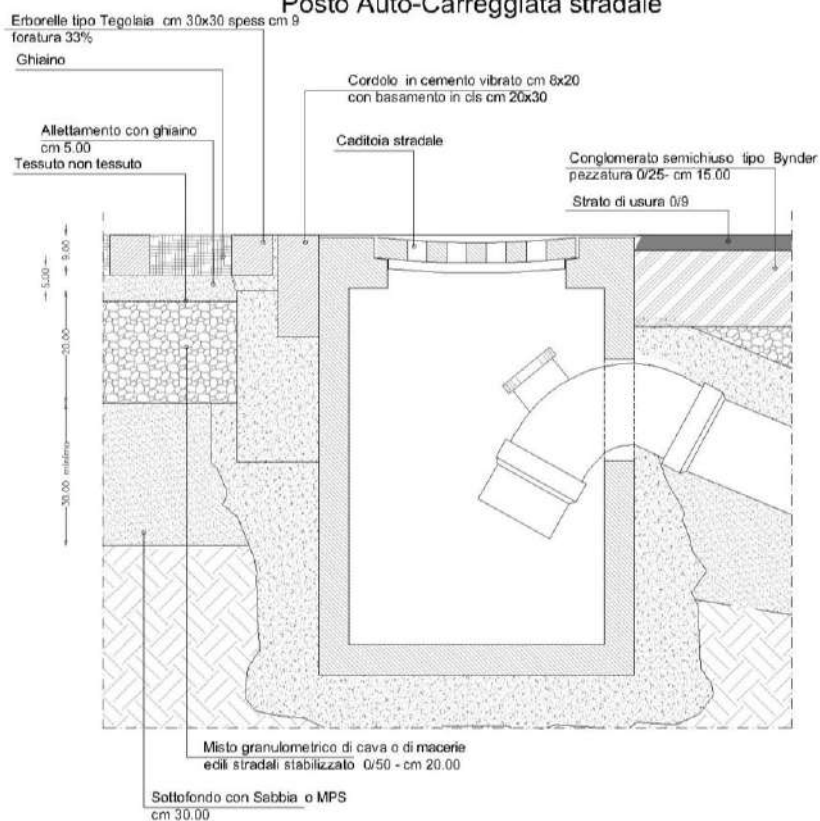 Posto Auto-Carreggiata stradale
Erborelle tipo Tegolaia cm 30x30 spess cm 9
foratura 33%
Ghiaino
Cordolo in cemento vibrato cm 8x20
con basamento in cls cm 20x30
Allettamento con ghiaino
cm 5.00
Caditoia stradale
Tessuto non tessuto
Conglomerato semichiuso tipo Bynder
pezzatura 0/25- cm 15.00
Strato di usura 0/9
9.00
5.00
20.00
30.00 minimo
Misto granulometrico di cava o di macerie
edili stradali stabilizzato 0/50 - cm 20.00
Sottofondo con Sabbia o MPS
cm 30.00